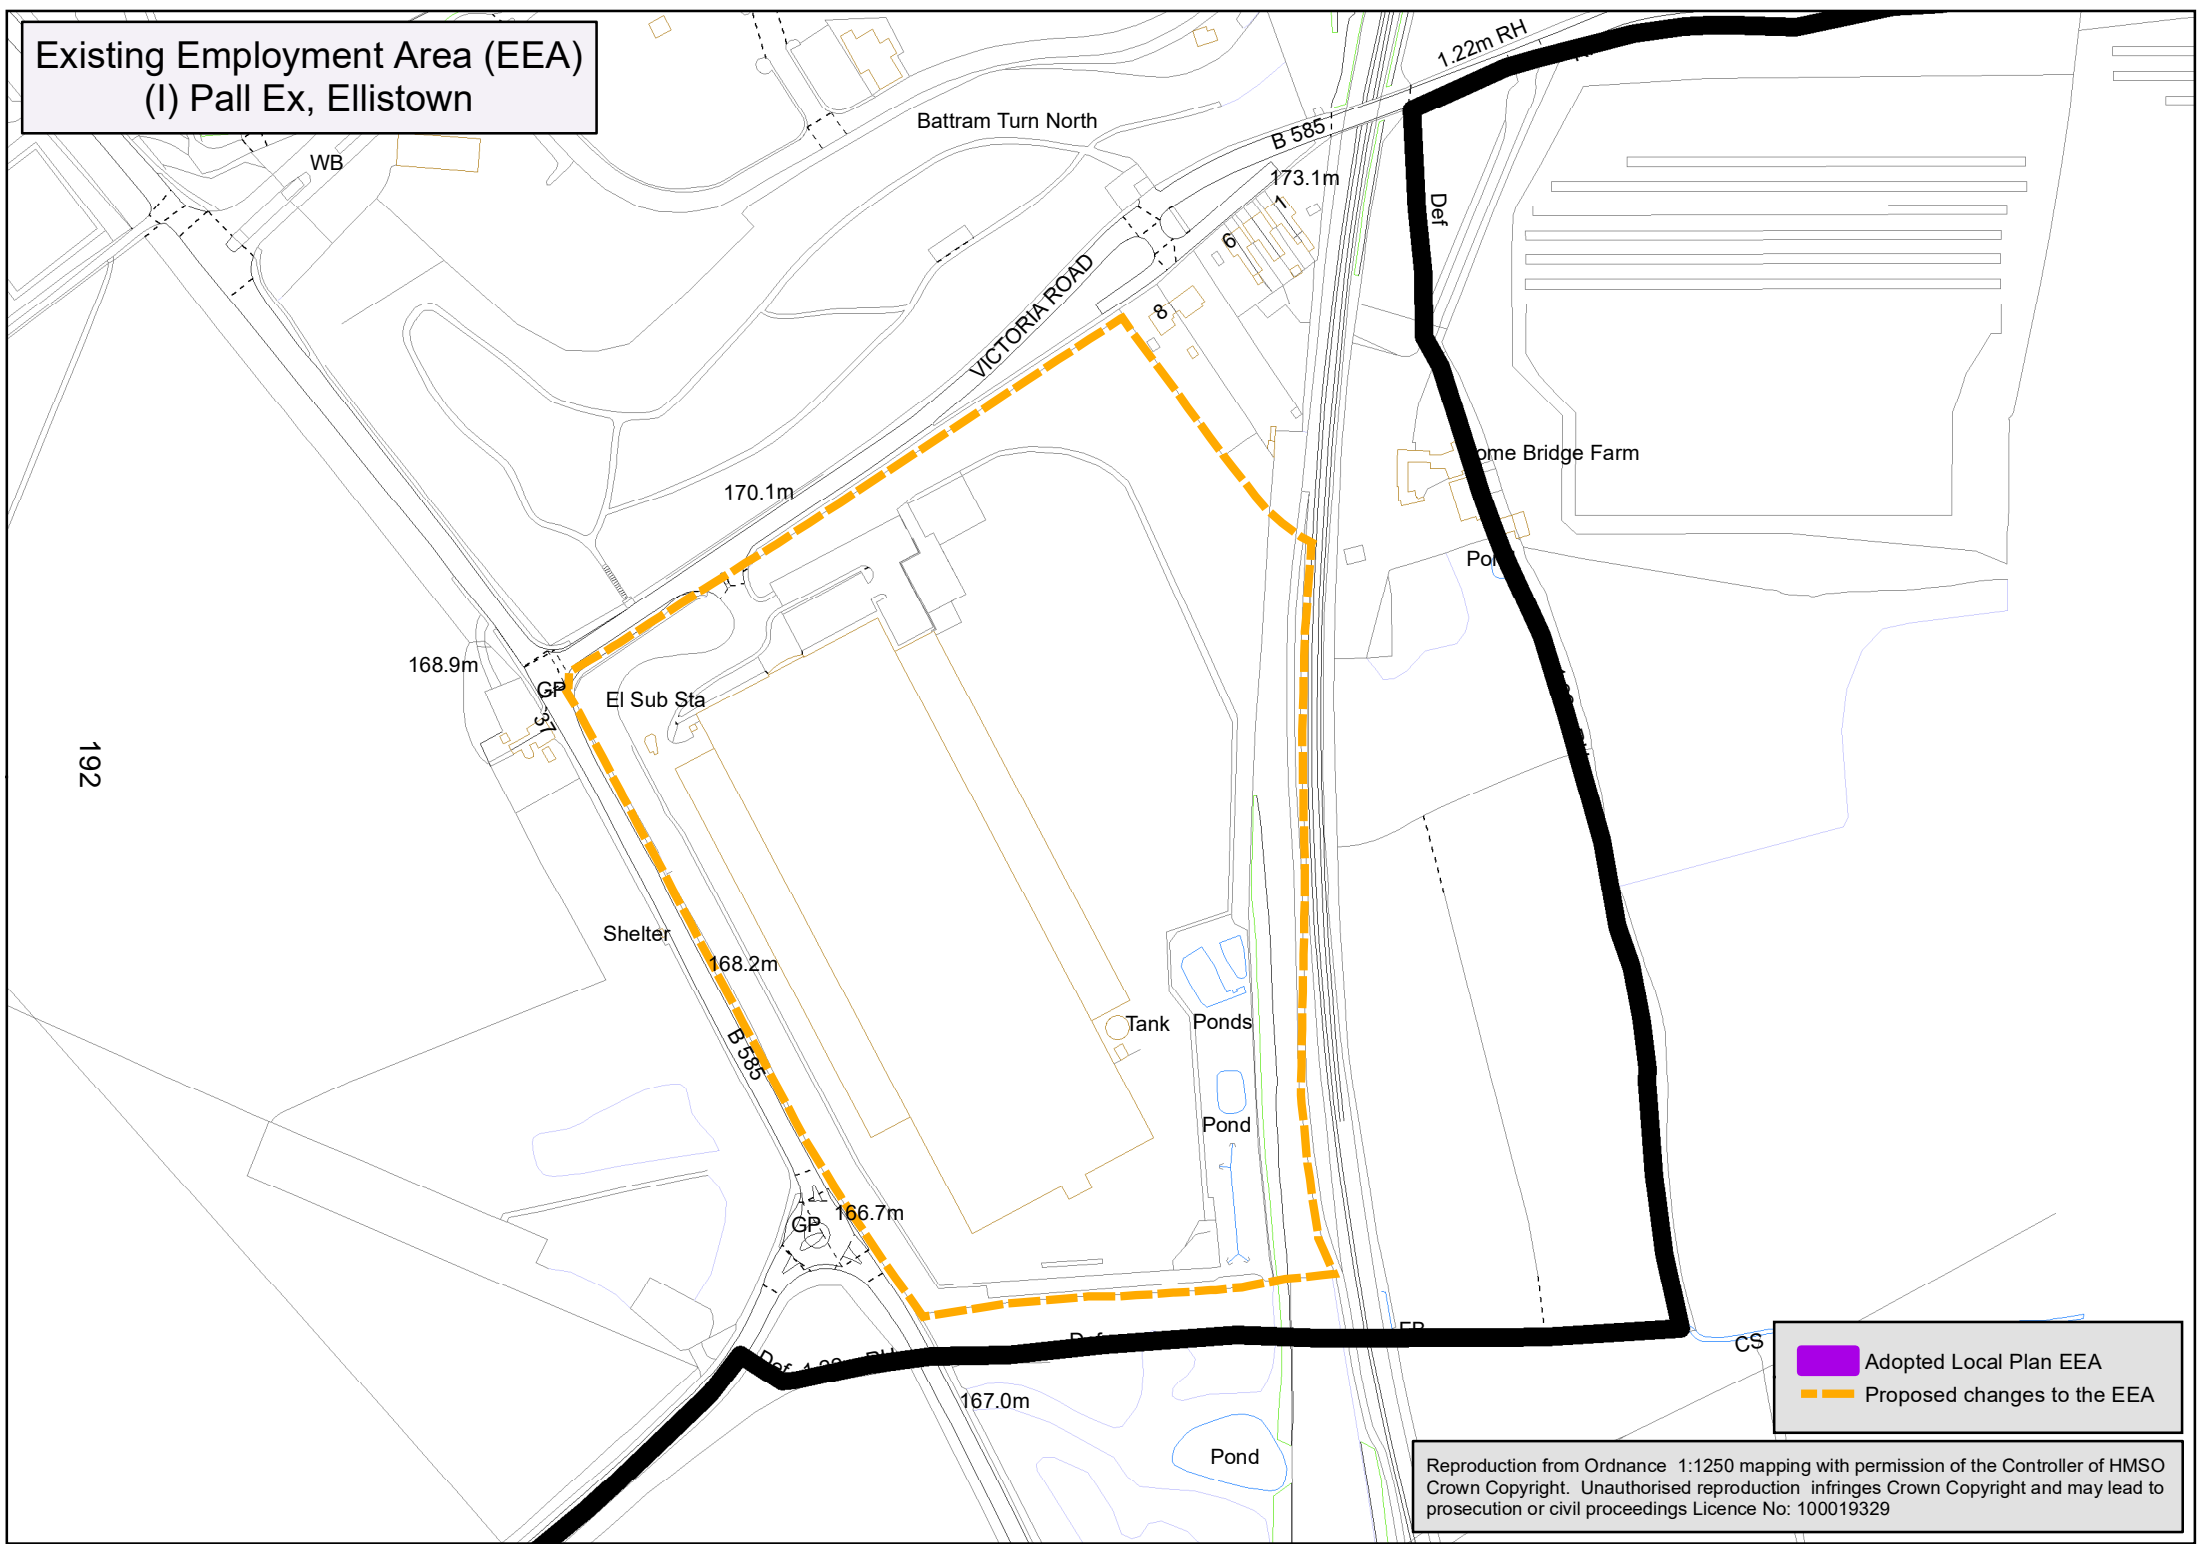 Existing Employment Area (EEA)
(I) Pall Ex, Ellistown
1.22m RH
Battram Turn North
B 585
WB
173.1m
1
Def
6
VICTORIA ROAD
8
ome Bridge Farm
170.1m
Pon
168.9m
GP
El Sub Sta
37
192
Shelter
168.2m
Tank
Ponds
B 585
Pond
166.7m
GP
CS
167.0m
Pond
Adopted Local Plan EEA
Proposed changes to the EEA
Reproduction from Ordnance 1:1250 mapping with permission of the Controller of HMSO
Crown Copyright. Unauthorised reproduction infringes Crown Copyright and may lead to
prosecution or civil proceedings Licence No: 100019329